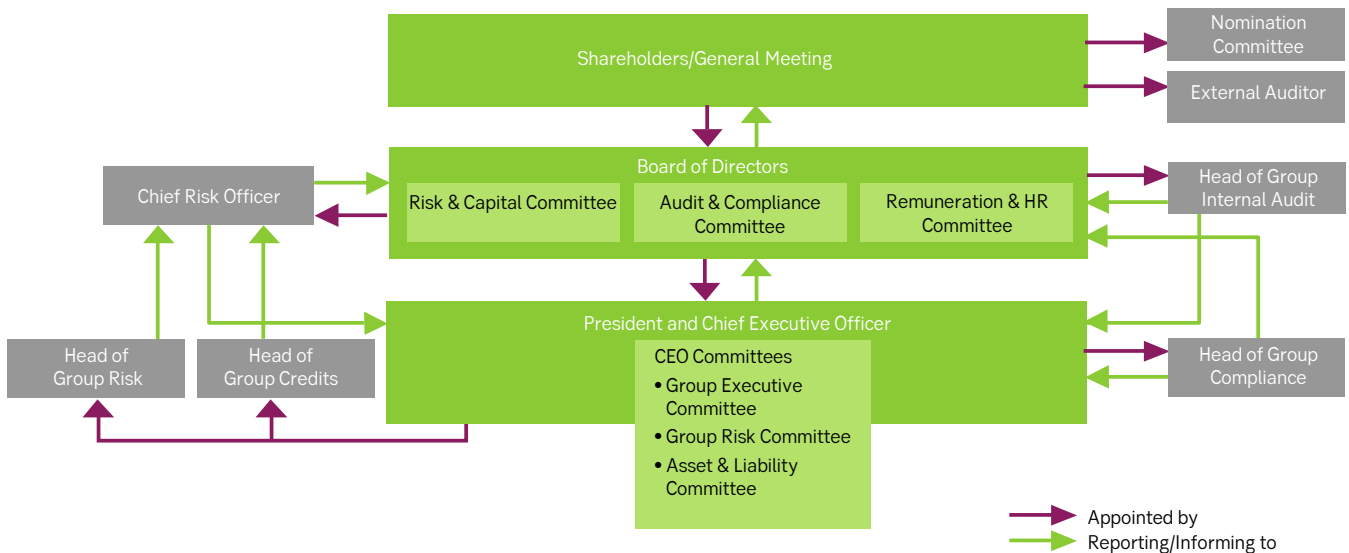 Shareholders/General Meeting
Nomination
Committee
External Auditor
Board of Directors
Risk & Capital Committee
Audit & Compliance
Committee
Remuneration & HR
Committee
Chief Risk Officer
Head of Group
Internal Audit
President and Chief Executive Officer
CEO Committees
• Group Executive
Committee
• Group Risk Committee
• Asset & Liability
Committee
Head of
Group Risk
Head of
Group Credits
Head of Group
Compliance
Appointed by
Reporting/Informing to